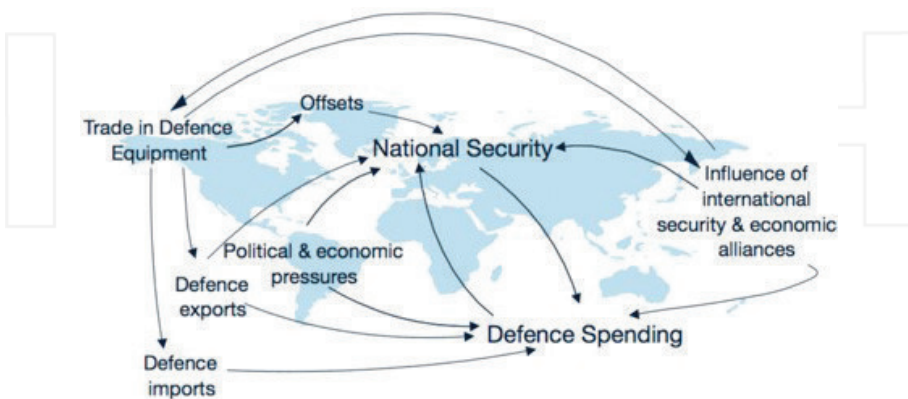 Offsets
Trade in Defence
Equipment
National Security
Influence of
international
security & economic
alliances
Political & economic
pressures
Defence
exports
Defence Spending
Defence
imports